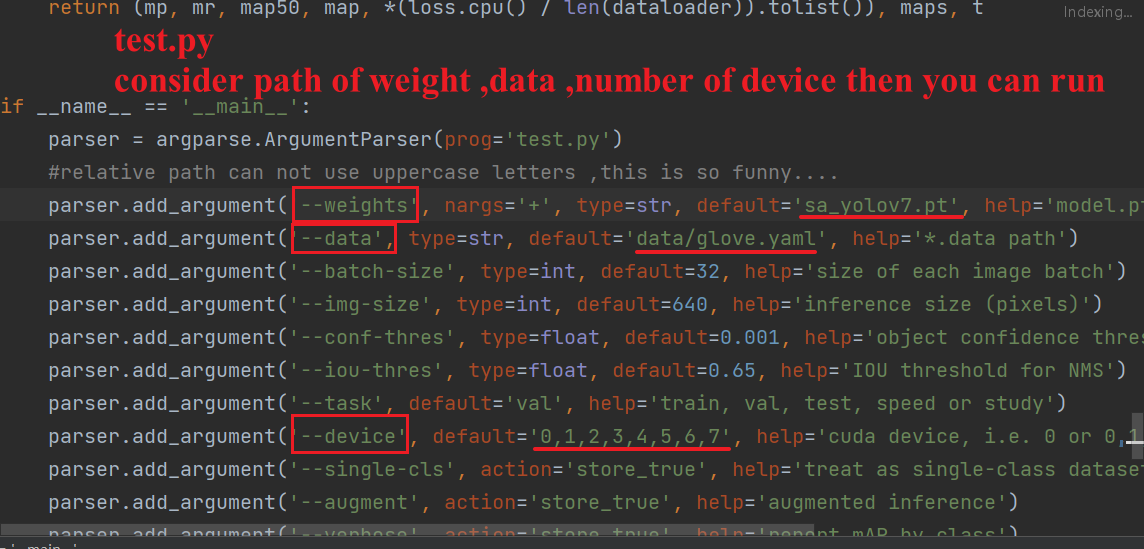 return (mp, mr, map50, map, *(loss.cpu() / len(dataloader)).tolist()), maps, t
Indexing...
test.py
consider path of weight ,data ,number of device then you can run
if __name__ == '__main__':
parser = argparse.ArgumentParser(prog='test.py')
#relative path can not use uppercase letters ,this is so funny....
parser.add_argument('--weights', nargs='+', type=str, default='sa_yolov7.pt', help='model.pt
parser.add_argument('--data', type=str, default='data/glove.yaml', help='*.data path')
parser.add_argument('--batch-size', type=int, default=32, help='size of each image batch')
parser.add_argument('--img-size', type=int, default=640, help='inference size (pixels)')
parser.add_argument('--conf-thres', type=float, default=0.001, help='object confidence thres
parser.add_argument('--iou-thres', type=float, default=0.65, help='IOU threshold for NMS')
parser.add_argument('--task', default='val', help='train, val, test, speed or study')
parser.add_argument('--device', default='0,1,2,3,4,5,6,7', help='cuda device, i.e. 0 or 0,1
parser.add_argument('--single-cls', action='store_true', help='treat as single-class dataset
parser.add_argument('--augment', action='store_true', help='augmented inference')
parser.add_argument('--verbose', action='store_true', help='report mAP by class')